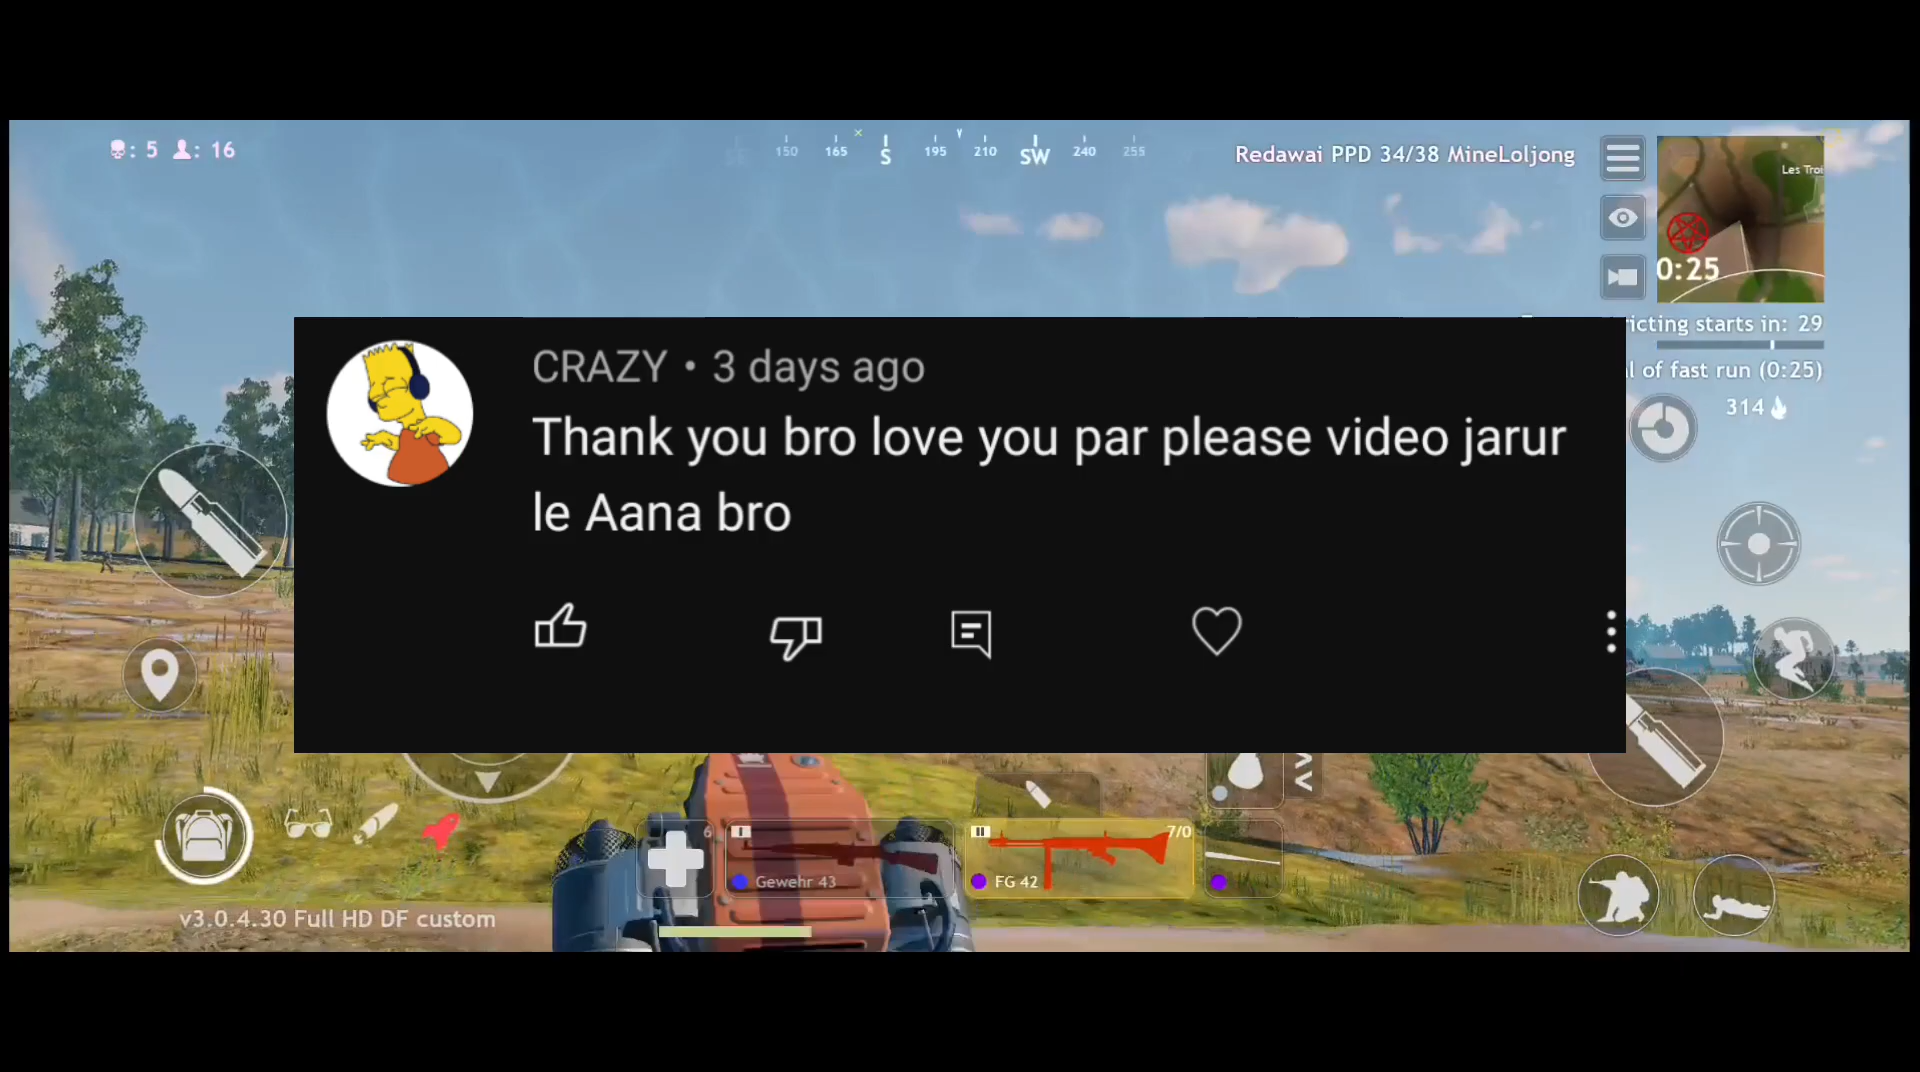 : 5 : 16
150 165 S 195 210 SW 240 255
Redawai PPD 34/38 MineLoljong
Les Troi
0:25
icting starts in: 29
l of fast run (0:25)
314
CRAZY • 3 days ago
Thank you bro love you par please video jarur
le Aana bro
6
7/0
Gewehr 43
FG 42
v3.0.4.30 Full HD DF custom